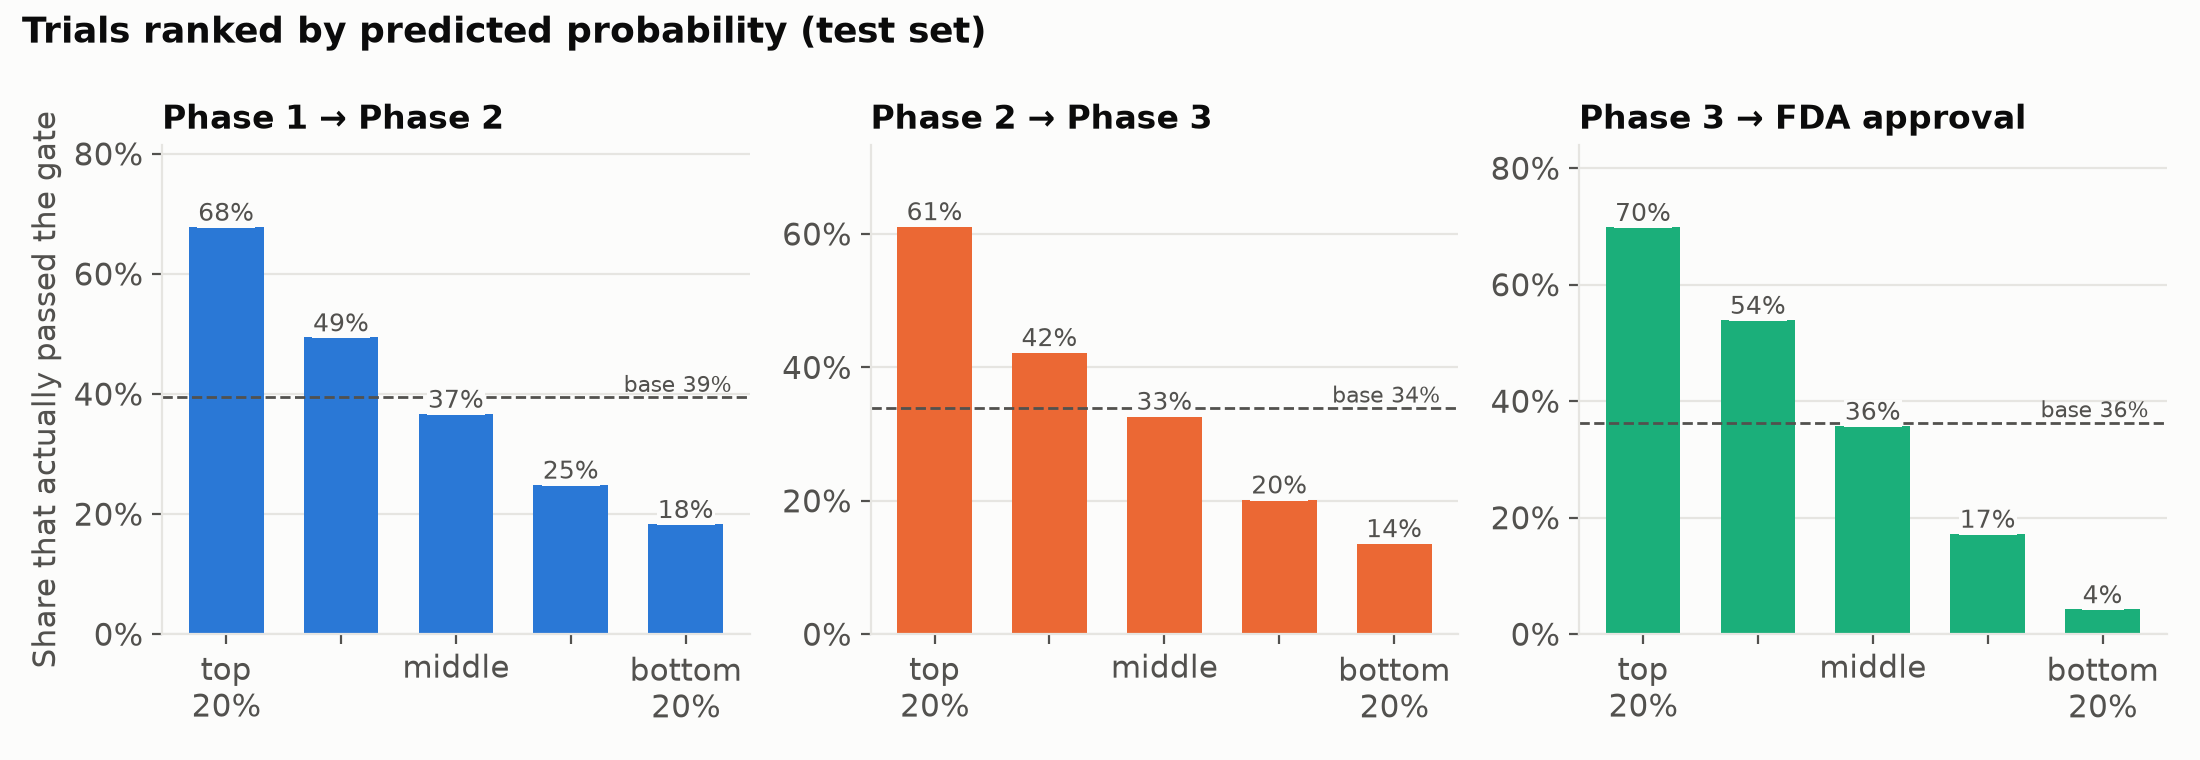 Trials ranked by predicted probability (test set)
Share that actually passed the gate
Phase 1 → Phase 2
80%
60%
40%
20%
0%
68%
49%
37%
25%
18%
base 39%
top
20%
middle
bottom
20%
Phase 2 → Phase 3
60%
40%
20%
0%
61%
42%
33%
20%
14%
base 34%
top
20%
middle
bottom
20%
Phase 3 → FDA approval
80%
60%
40%
20%
0%
70%
54%
36%
17%
4%
base 36%
top
20%
middle
bottom
20%